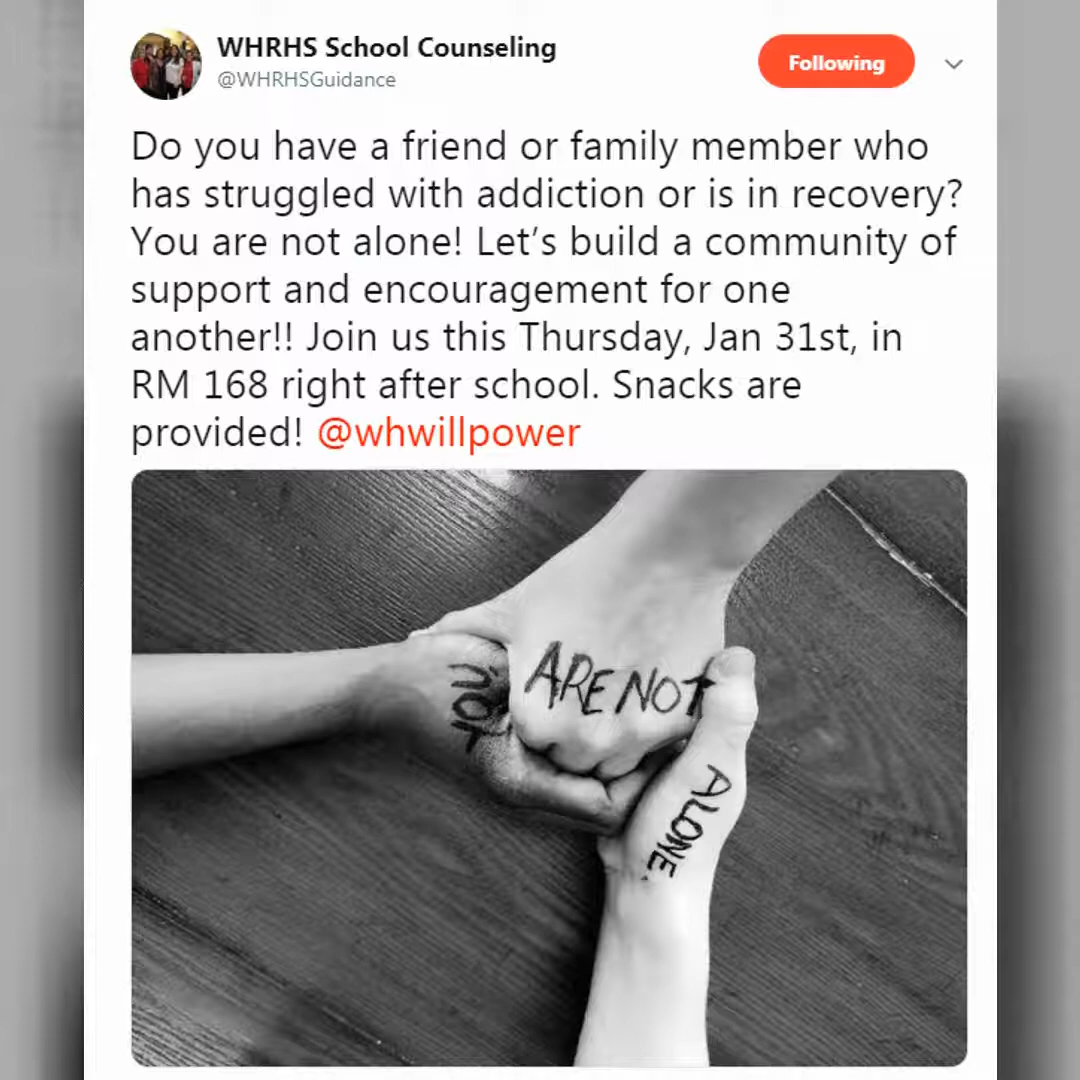 WHRHS School Counseling
@WHRHSGuidance
Following
Do you have a friend or family member who
has struggled with addiction or is in recovery?
You are not alone! Let’s build a community of
support and encouragement for one
another!! Join us this Thursday, Jan 31st, in
RM 168 right after school. Snacks are
provided! @whwillpower
YOU
ARE NOT
ALONE.